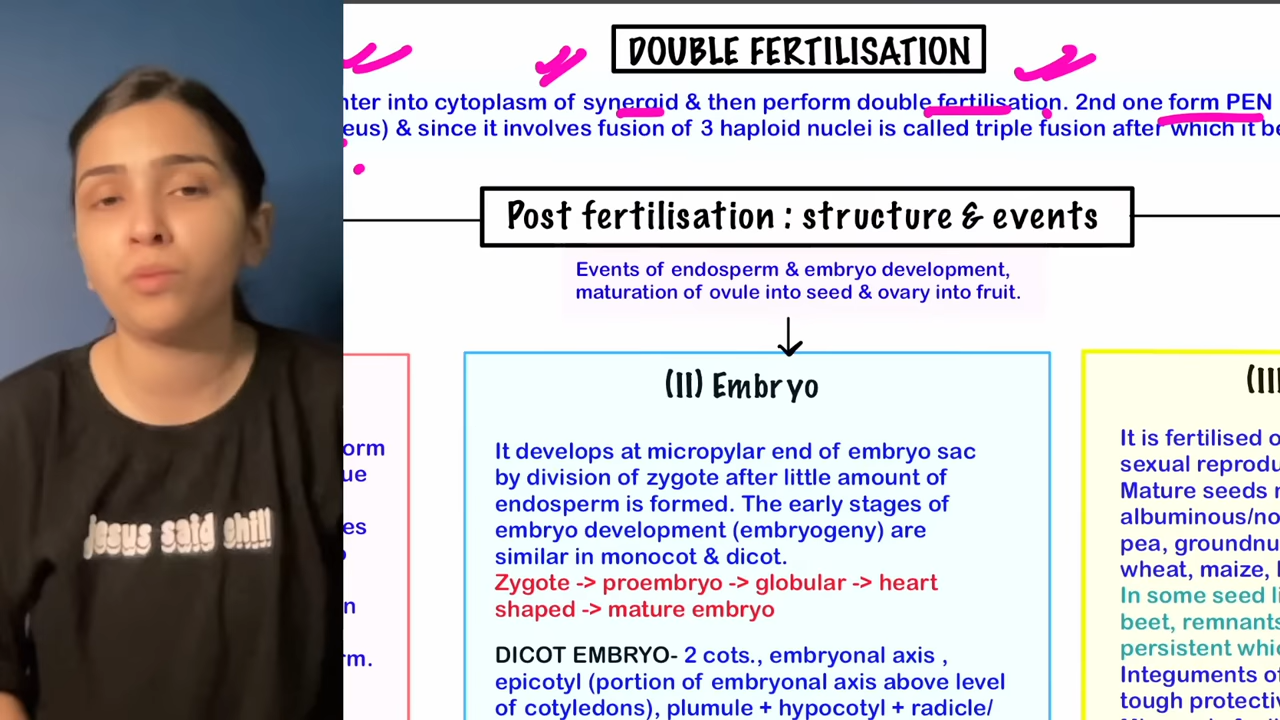 DOUBLE FERTILISATION
nter into cytoplasm of synergid & then perform double fertilisation. 2nd one form PEN
eus) & since it involves fusion of 3 haploid nuclei is called triple fusion after which it be
Post fertilisation : structure & events
Events of endosperm & embryo development,
maturation of ovule into seed & ovary into fruit.
jesus said chill
orm
ue
es
n
rm.
(II) Embryo
It develops at micropylar end of embryo sac
by division of zygote after little amount of
endosperm is formed. The early stages of
embryo development (embryogeny) are
similar in monocot & dicot.
Zygote -> proembryo -> globular -> heart
shaped -> mature embryo
DICOT EMBRYO- 2 cots., embryonal axis ,
epicotyl (portion of embryonal axis above level
of cotyledons), plumule + hypocotyl + radicle/
(III
It is fertilised o
sexual reprodu
Mature seeds
albuminous/no
pea, groundnu
wheat, maize,
In some seed li
beet, remnants
persistent whic
Integuments of
tough protectiv